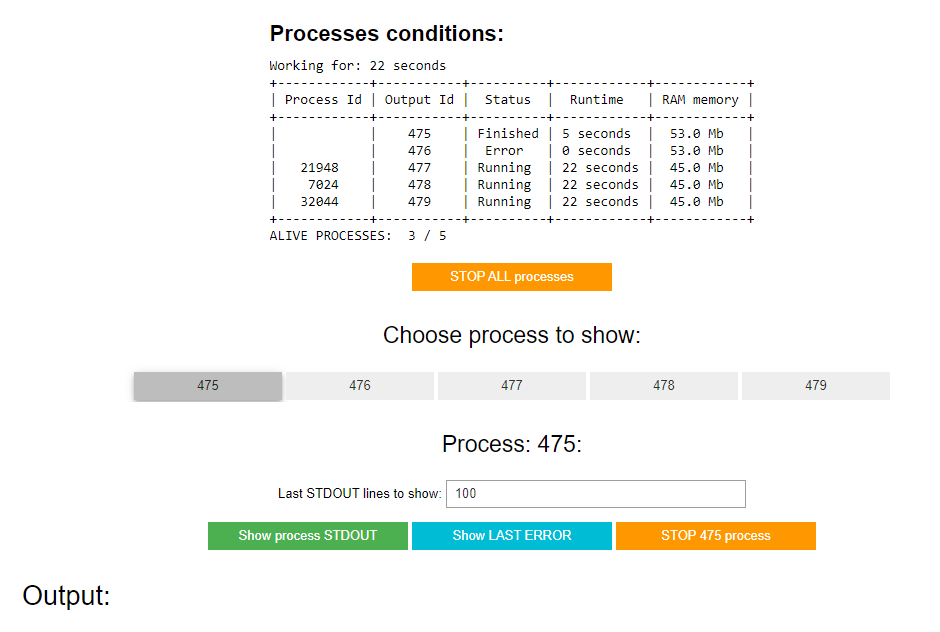 Processes conditions:
Working for: 22 seconds
+------------+-----------+----------+------------+------------+
| Process Id | Output Id |  Status  |  Runtime   | RAM memory |
+------------+-----------+----------+------------+------------+
|            |    475    | Finished | 5 seconds  |  53.0 Mb   |
|            |    476    |  Error   | 0 seconds  |  53.0 Mb   |
|   21948    |    477    | Running  | 22 seconds |  45.0 Mb   |
|    7024    |    478    | Running  | 22 seconds |  45.0 Mb   |
|   32044    |    479    | Running  | 22 seconds |  45.0 Mb   |
+------------+-----------+----------+------------+------------+
ALIVE PROCESSES:  3 / 5
STOP ALL processes
Choose process to show:
475 476 477 478 479
Process: 475:
Last STDOUT lines to show: 100
Show process STDOUT Show LAST ERROR STOP 475 process
Output: